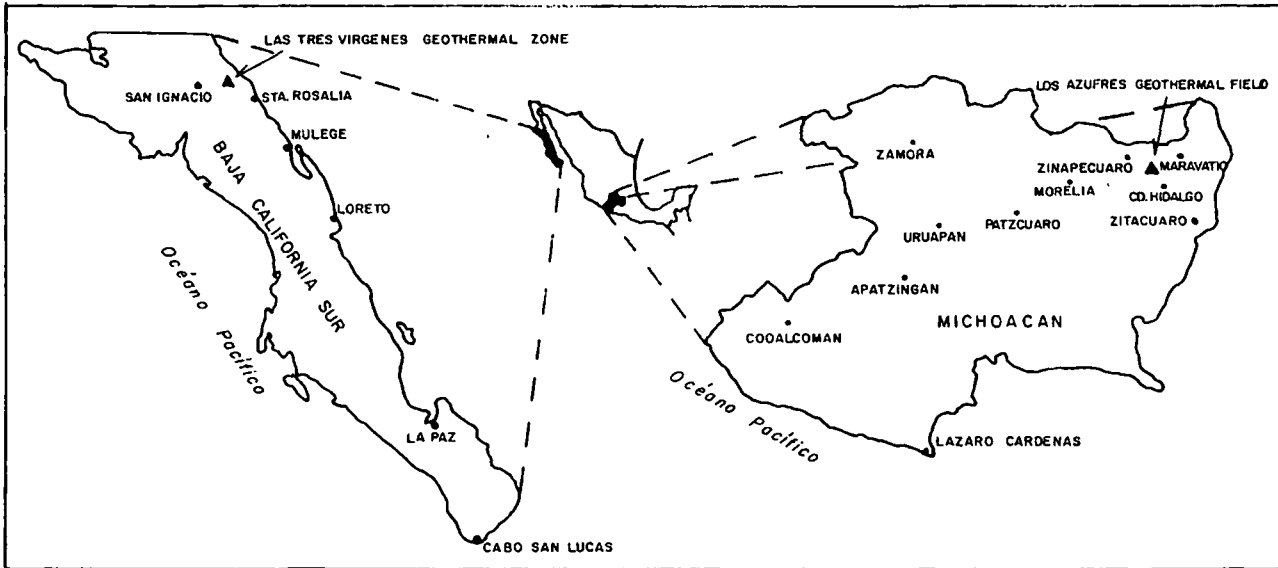 LAS TRES VIRGENES GEOTHERMAL ZONE
SAN IGNACIO
STA. ROSALIA
MULEGE
LORETO
BAJA CALIFORNIA SUR
Océano Pacífico
LA PAZ
CABO SAN LUCAS
LOS AZUFRES GEOTHERMAL FIELD
ZAMORA
ZINAPECUARO
MARAVATIO
MORELIA
CD. HIDALGO
PATZCUARO
ZITACUARO
URUAPAN
APATZINGAN
MICHOACAN
COOALCOMAN
Océano Pacífico
LAZARO CARDENAS